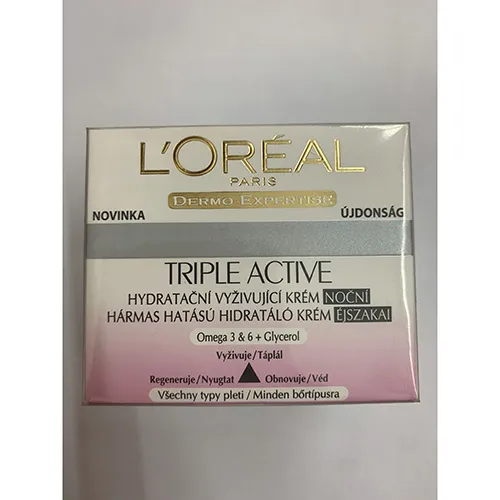 L'ORÉAL
PARIS
DERMO EXPERTISE
NOVINKA
ÚJDONSÁG
TRIPLE ACTIVE
HYDRATAČNÍ VYŽIVUJÍCÍ KRÉM NOČNÍ
HÁRMAS HATÁSÚ HIDRATÁLÓ KRÉM ÉJSZAKAI
Omega 3 & 6 + Glycerol
Vyživuje/Táplál
Regeneruje/Nyugtat Obnovuje/Véd
Všechny typy pleti / Minden bőrtípusra